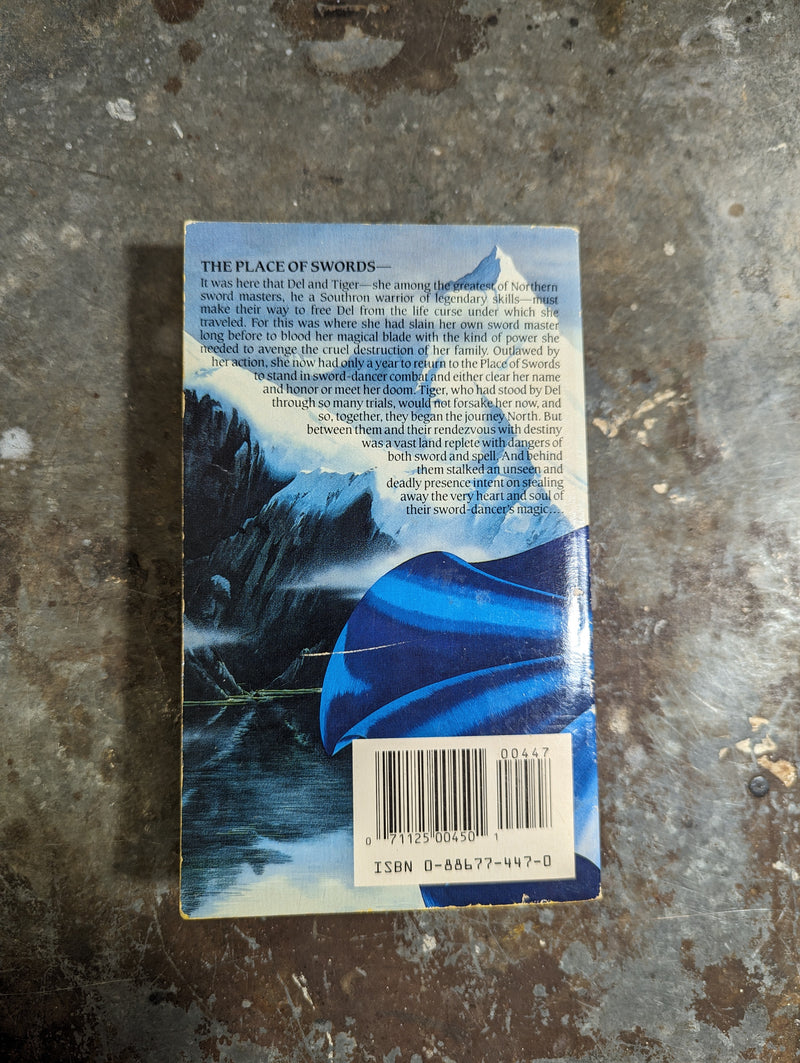 THE PLACE OF SWORDS—
It was here that Del and Tiger—she among the greatest of Northern
sword masters, he a Southron warrior of legendary skills—must
make their way to free Del from the life curse under which she
traveled. For this was where she had slain her own sword master
long before to blood her magical blade with the kind of power she
needed to avenge the cruel destruction of her family. Outlawed by
her action, she now had only a year to return to the Place of Swords
to stand in sword-dancer combat and either clear her name
and honor or meet her doom. Tiger, who had stood by Del
through so many trials, would not forsake her now, and
so, together, they began the journey North. But
between them and their rendezvous with destiny
was a vast land replete with dangers of
both sword and spell. And behind
them stalked an unseen and
deadly presence intent on stealing
away the very heart and soul of
their sword-dancer's magic....
00447
0 71125 00450 1
ISBN 0-88677-447-0